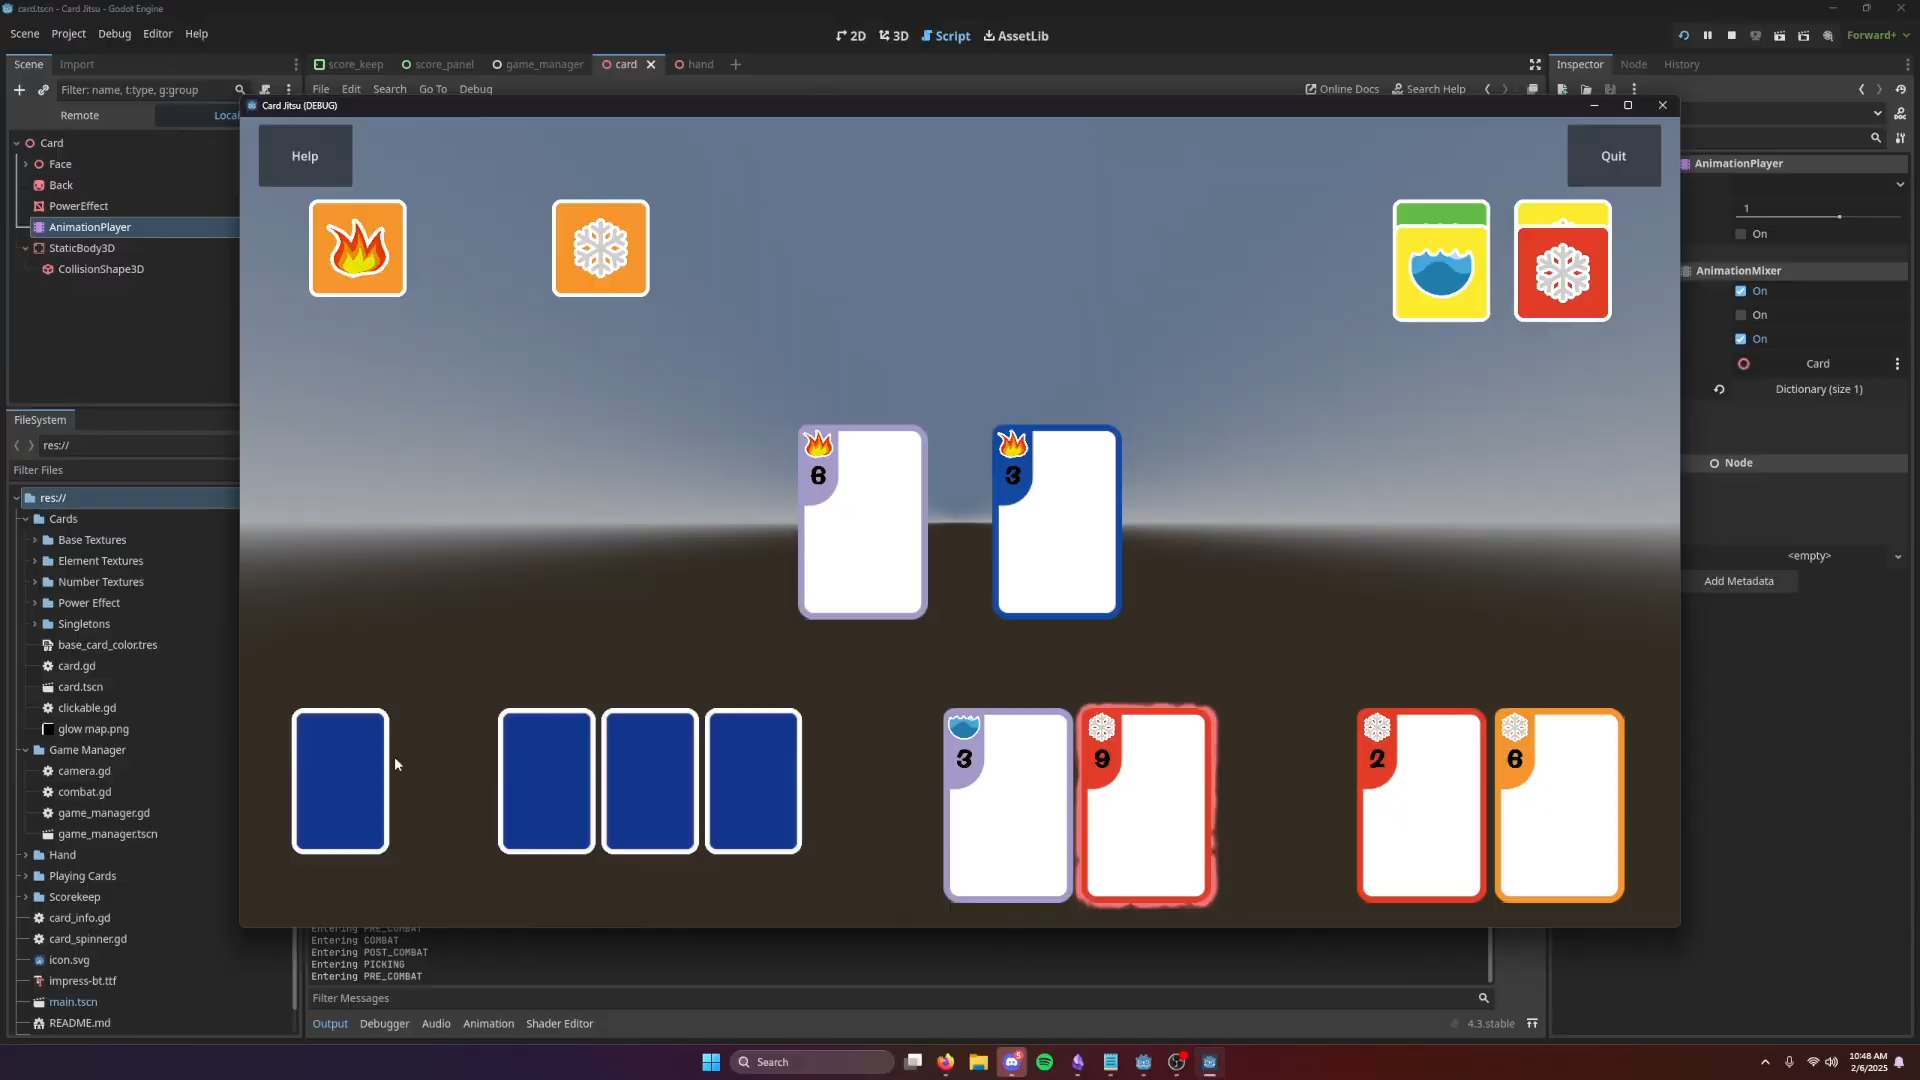 card.tscn - Card Jitsu - Godot Engine
Scene Project Debug Editor Help
2D 3D Script AssetLib
Forward+
Scene Import
score_keep score_panel game_manager card hand
Inspector Node History
Filter: name, t:type, g:group
File Edit Search Go To Debug
Online Docs Search Help
Remote Local
Card Jitsu (DEBUG)
Card
Face
Back
PowerEffect
AnimationPlayer
StaticBody3D
CollisionShape3D
Help
Quit
6
3
3
9
2
6
AnimationPlayer
1
On
AnimationMixer
On
On
On
Card
Dictionary (size 1)
Node
<empty>
Add Metadata
FileSystem
res://
Filter Files
res://
Cards
Base Textures
Element Textures
Number Textures
Power Effect
Singletons
base_card_color.tres
card.gd
card.tscn
clickable.gd
glow map.png
Game Manager
camera.gd
combat.gd
game_manager.gd
game_manager.tscn
Hand
Playing Cards
Scorekeep
card_info.gd
card_spinner.gd
icon.svg
impress-bt.ttf
main.tscn
README.md
Entering PRE_COMBAT
Entering COMBAT
Entering POST_COMBAT
Entering PICKING
Entering PRE_COMBAT
Filter Messages
Output Debugger Audio Animation Shader Editor
4.3.stable
Search
10:48 AM
2/6/2025